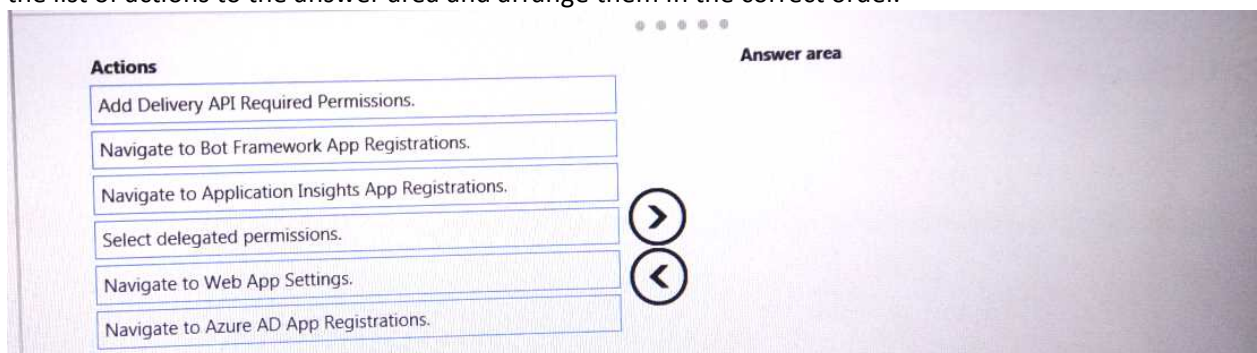 the list of actions to the answer area and arrange them in the correct order.
Actions
Answer area
Add Delivery API Required Permissions.
Navigate to Bot Framework App Registrations.
Navigate to Application Insights App Registrations.
Select delegated permissions.
Navigate to Web App Settings.
Navigate to Azure AD App Registrations.